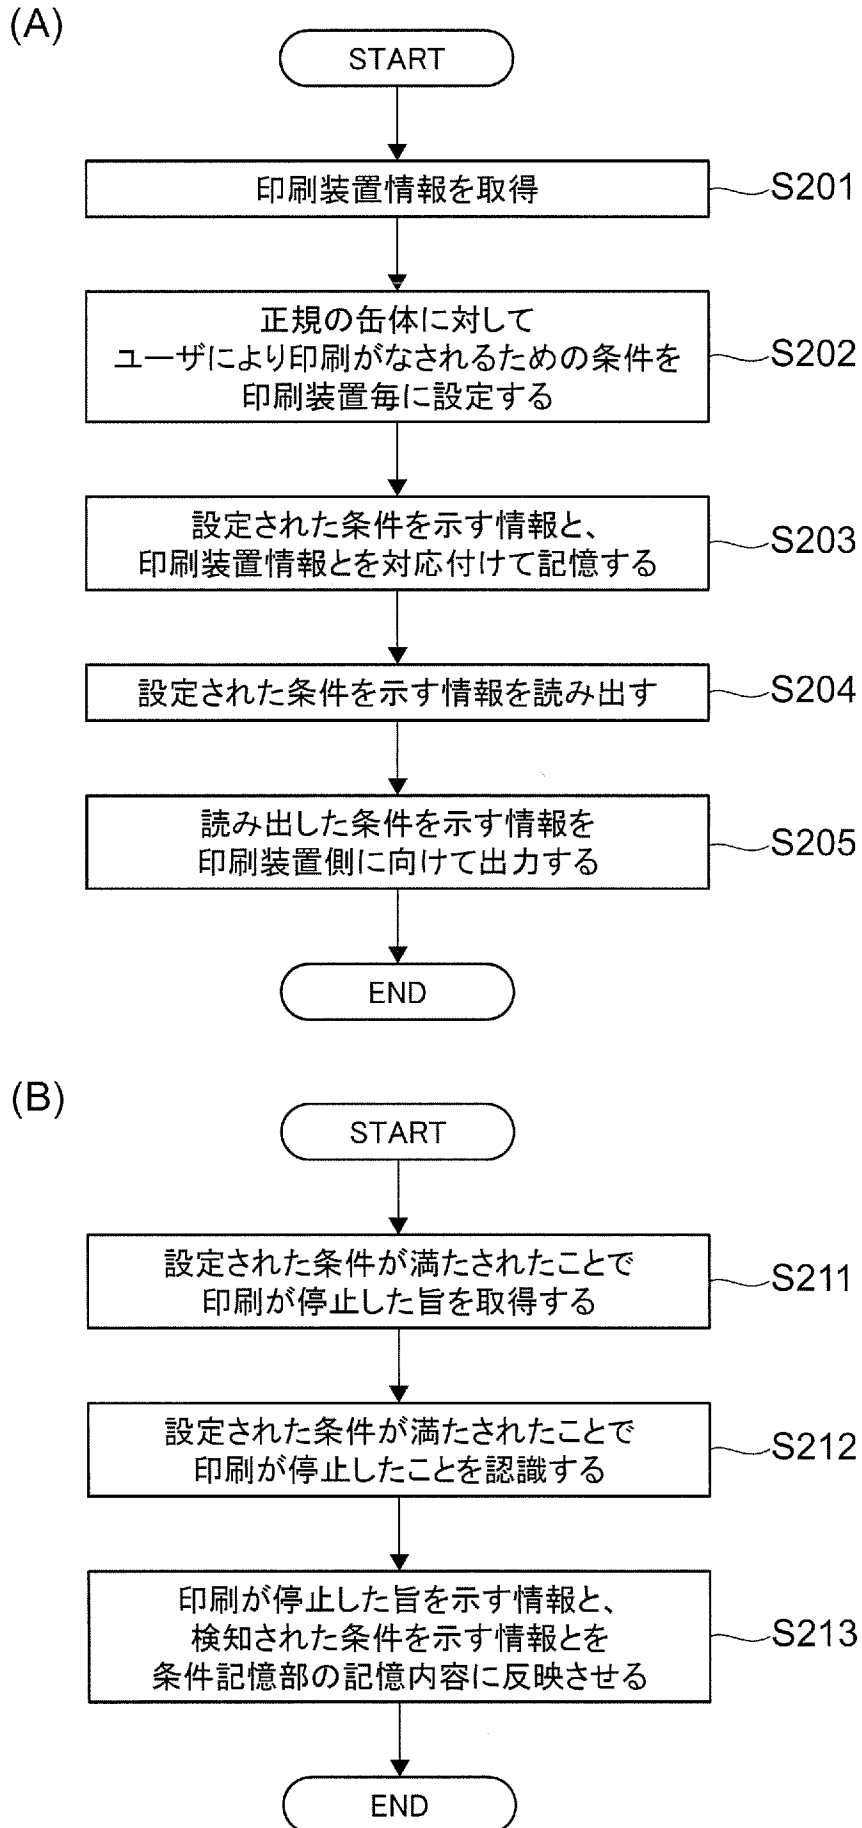 (A)
START
印刷装置情報を取得
S201
正規の缶体に対して
ユーザにより印刷がなされるための条件を
印刷装置毎に設定する
S202
設定された条件を示す情報と、
印刷装置情報とを対応付けて記憶する
S203
設定された条件を示す情報を読み出す
S204
読み出した条件を示す情報を
印刷装置側に向けて出力する
S205
END
(B)
START
設定された条件が満たされたことで
印刷が停止した旨を取得する
S211
設定された条件が満たされたことで
印刷が停止したことを認識する
S212
印刷が停止した旨を示す情報と、
検知された条件を示す情報とを
条件記憶部の記憶内容に反映させる
S213
END